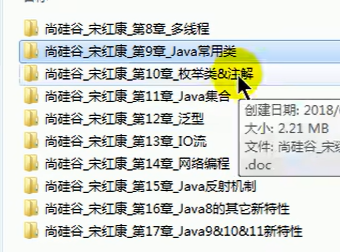 尚硅谷_宋红康_第8章_多线程
尚硅谷_宋红康_第9章_Java常用类
尚硅谷_宋红康_第10章_枚举类&注解
尚硅谷_宋红康_第11章_Java集合
尚硅谷_宋红康_第12章_泛型
尚硅谷_宋红康_第13章_IO流
尚硅谷_宋红康_第14章_网络编程
尚硅谷_宋红康_第15章_Java反射机制
尚硅谷_宋红康_第16章_Java8的其它新特性
尚硅谷_宋红康_第17章_Java9&10&11新特性
创建日期: 2018/
大小: 2.21 MB
文件: 尚硅谷_宋
.doc